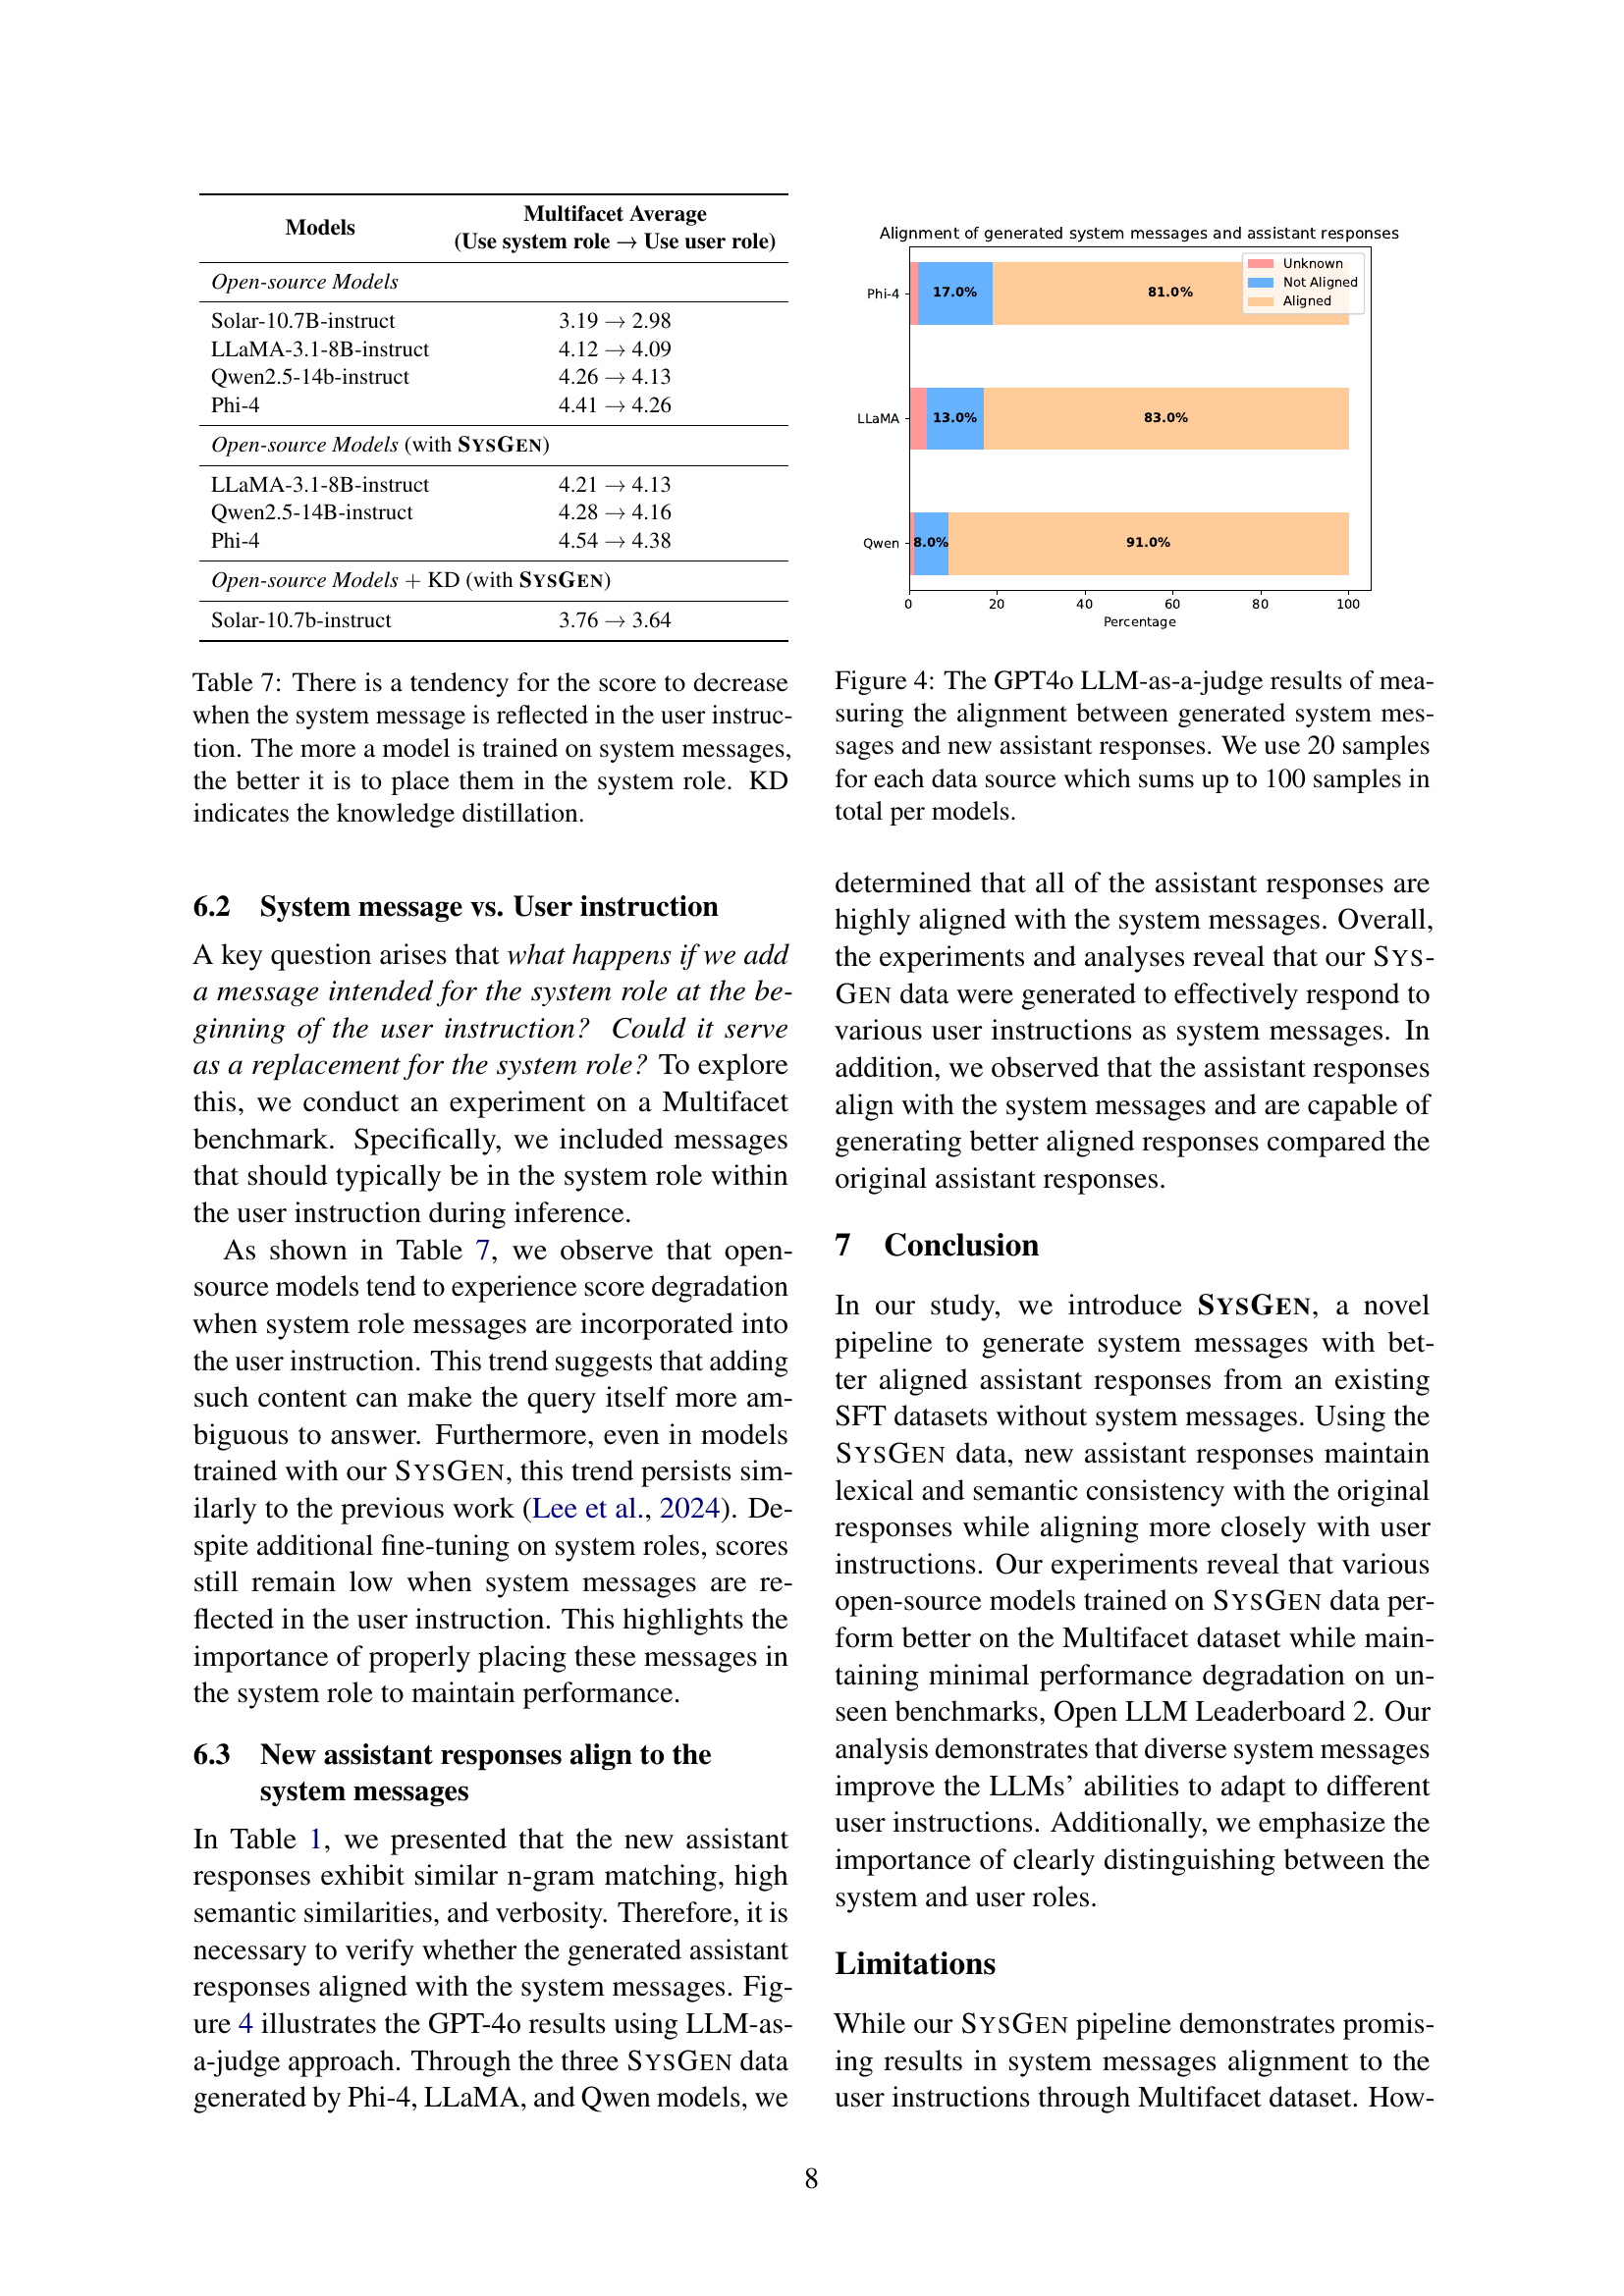 Models
Multifacet Average
(Use system role → Use user role)
Open-source Models
Solar-10.7B-instruct 3.19 → 2.98
LLaMA-3.1-8B-instruct 4.12 → 4.09
Qwen2.5-14b-instruct 4.26 → 4.13
Phi-4 4.41 → 4.26
Open-source Models (with SYSGEN)
LLaMA-3.1-8B-instruct 4.21 → 4.13
Qwen2.5-14B-instruct 4.28 → 4.16
Phi-4 4.54 → 4.38
Open-source Models + KD (with SYSGEN)
Solar-10.7b-instruct 3.76 → 3.64
Table 7: There is a tendency for the score to decrease
when the system message is reflected in the user instruc-
tion. The more a model is trained on system messages,
the better it is to place them in the system role. KD
indicates the knowledge distillation.
6.2 System message vs. User instruction
A key question arises that what happens if we add
a message intended for the system role at the be-
ginning of the user instruction? Could it serve
as a replacement for the system role? To explore
this, we conduct an experiment on a Multifacet
benchmark. Specifically, we included messages
that should typically be in the system role within
the user instruction during inference.
As shown in Table 7, we observe that open-
source models tend to experience score degradation
when system role messages are incorporated into
the user instruction. This trend suggests that adding
such content can make the query itself more am-
biguous to answer. Furthermore, even in models
trained with our SYSGEN, this trend persists sim-
ilarly to the previous work (Lee et al., 2024). De-
spite additional fine-tuning on system roles, scores
still remain low when system messages are re-
flected in the user instruction. This highlights the
importance of properly placing these messages in
the system role to maintain performance.
6.3 New assistant responses align to the
system messages
In Table 1, we presented that the new assistant
responses exhibit similar n-gram matching, high
semantic similarities, and verbosity. Therefore, it is
necessary to verify whether the generated assistant
responses aligned with the system messages. Fig-
ure 4 illustrates the GPT-4o results using LLM-as-
a-judge approach. Through the three SYSGEN data
generated by Phi-4, LLaMA, and Qwen models, we
Alignment of generated system messages and assistant responses
Unknown
Not Aligned
Aligned
Phi-4 17.0% 81.0%
LLaMA 13.0% 83.0%
Qwen 8.0% 91.0%
0 20 40 60 80 100
Percentage
Figure 4: The GPT4o LLM-as-a-judge results of mea-
suring the alignment between generated system mes-
sages and new assistant responses. We use 20 samples
for each data source which sums up to 100 samples in
total per models.
determined that all of the assistant responses are
highly aligned with the system messages. Overall,
the experiments and analyses reveal that our SYS-
GEN data were generated to effectively respond to
various user instructions as system messages. In
addition, we observed that the assistant responses
align with the system messages and are capable of
generating better aligned responses compared the
original assistant responses.
7 Conclusion
In our study, we introduce SYSGEN, a novel
pipeline to generate system messages with bet-
ter aligned assistant responses from an existing
SFT datasets without system messages. Using the
SYSGEN data, new assistant responses maintain
lexical and semantic consistency with the original
responses while aligning more closely with user
instructions. Our experiments reveal that various
open-source models trained on SYSGEN data per-
form better on the Multifacet dataset while main-
taining minimal performance degradation on un-
seen benchmarks, Open LLM Leaderboard 2. Our
analysis demonstrates that diverse system messages
improve the LLMs' abilities to adapt to different
user instructions. Additionally, we emphasize the
importance of clearly distinguishing between the
system and user roles.
Limitations
While our SYSGEN pipeline demonstrates promis-
ing results in system messages alignment to the
user instructions through Multifacet dataset. How-
8